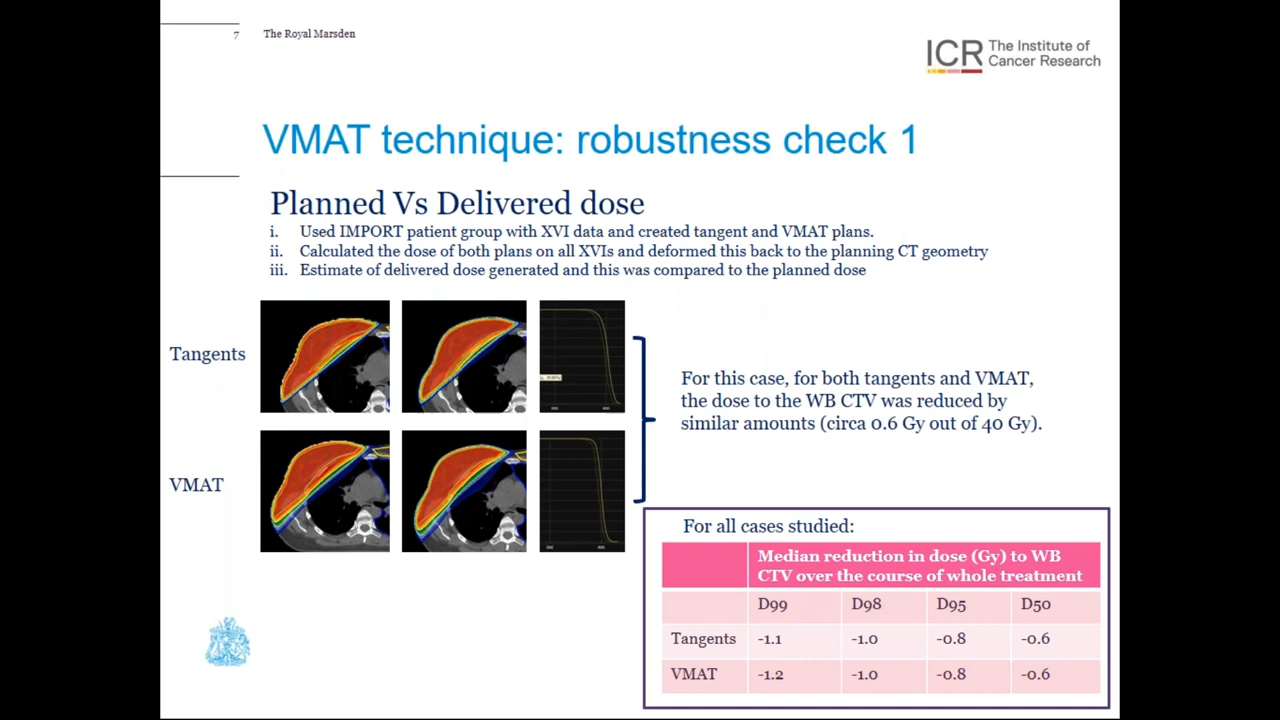 7 The Royal Marsden
ICR The Institute of
Cancer Research
VMAT technique: robustness check 1
Planned Vs Delivered dose
i. Used IMPORT patient group with XVI data and created tangent and VMAT plans.
ii. Calculated the dose of both plans on all XVIs and deformed this back to the planning CT geometry
iii. Estimate of delivered dose generated and this was compared to the planned dose
Tangents
For this case, for both tangents and VMAT,
the dose to the WB CTV was reduced by
similar amounts (circa 0.6 Gy out of 40 Gy).
VMAT
For all cases studied:
Median reduction in dose (Gy) to WB
CTV over the course of whole treatment
D99 D98 D95 D50
Tangents -1.1 -1.0 -0.8 -0.6
VMAT -1.2 -1.0 -0.8 -0.6